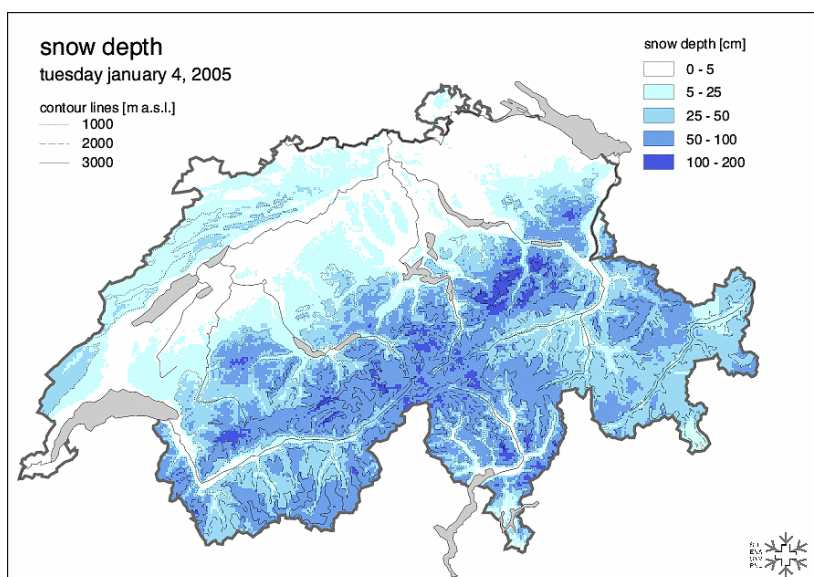 snow depth
tuesday january 4, 2005
contour lines [m a.s.l.]
1000
2000
3000
snow depth [cm]
0 - 5
5 - 25
25 - 50
50 - 100
100 - 200